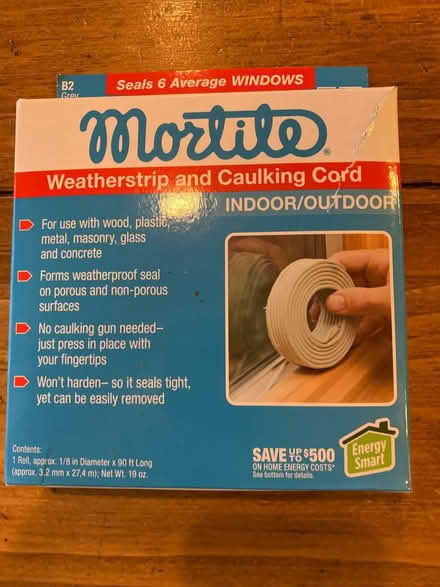 B2
Grey
Seals 6 Average WINDOWS
Mortite®
Weatherstrip and Caulking Cord
INDOOR/OUTDOOR
For use with wood, plastic,
metal, masonry, glass
and concrete
Forms weatherproof seal
on porous and non-porous
surfaces
No caulking gun needed–
just press in place with
your fingertips
Won't harden– so it seals tight,
yet can be easily removed
Contents:
1 Roll, approx. 1/8 in Diameter x 90 ft Long
(approx. 3.2 mm x 27,4 m); Net Wt. 19 oz.
SAVE UP TO $500
ON HOME ENERGY COSTS*
See bottom for details.
Energy
Smart